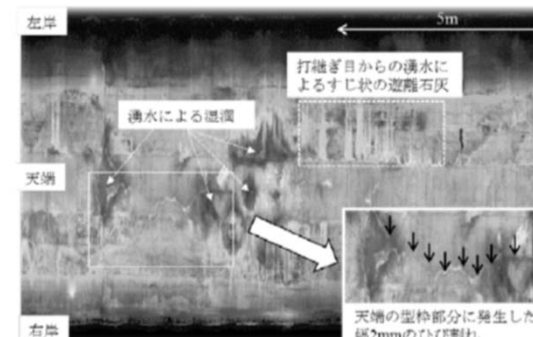 左岸
5m
打継ぎ目からの湧水に
よるすじ状の遊離石灰
湧水による湿潤
天端
天端の型枠部分に発生した
幅2mmのひび割れ
右岸